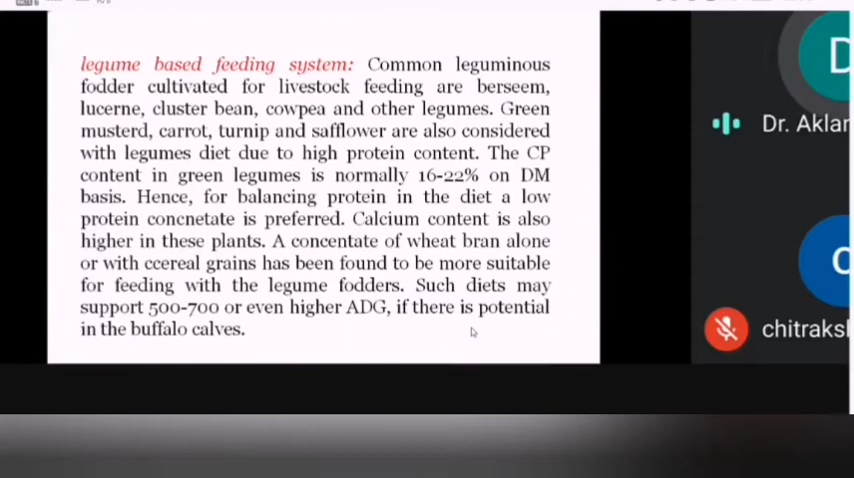 legume based feeding system: Common leguminous
fodder cultivated for livestock feeding are berseem,
lucerne, cluster bean, cowpea and other legumes. Green
musterd, carrot, turnip and safflower are also considered
with legumes diet due to high protein content. The CP
content in green legumes is normally 16-22% on DM
basis. Hence, for balancing protein in the diet a low
protein concnetate is preferred. Calcium content is also
higher in these plants. A concentate of wheat bran alone
or with ccereal grains has been found to be more suitable
for feeding with the legume fodders. Such diets may
support 500-700 or even higher ADG, if there is potential
in the buffalo calves.
D
Dr. Aklar
C
chitraksl